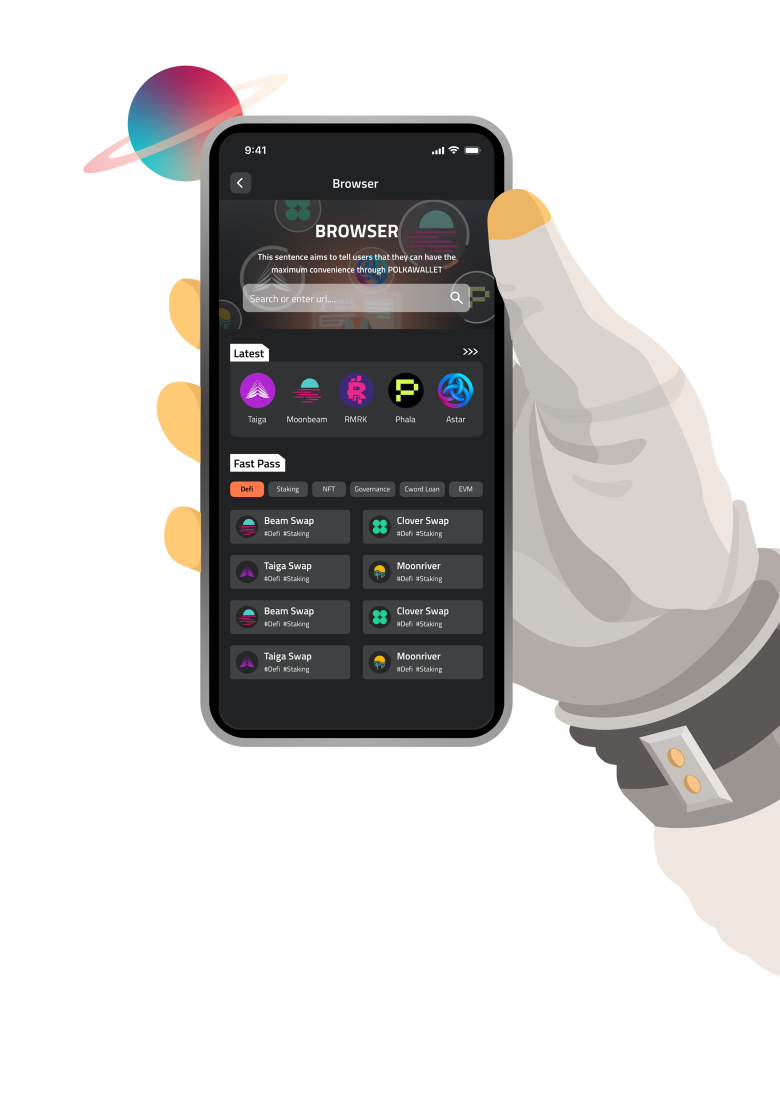 9:41
Browser
BROWSER
This sentence aims to tell users that they can have the
maximum convenience through POLKAWALLET
Search or enter url....
Latest
Taiga Moonbeam RMRK Phala Astar
Fast Pass
Defi Staking NFT Governance Cword Loan EVM
Beam Swap Clover Swap
#Defi #Staking #Defi #Staking
Taiga Swap Moonriver
#Defi #Staking #Defi #Staking
Beam Swap Clover Swap
#Defi #Staking #Defi #Staking
Taiga Swap Moonriver
#Defi #Staking #Defi #Staking